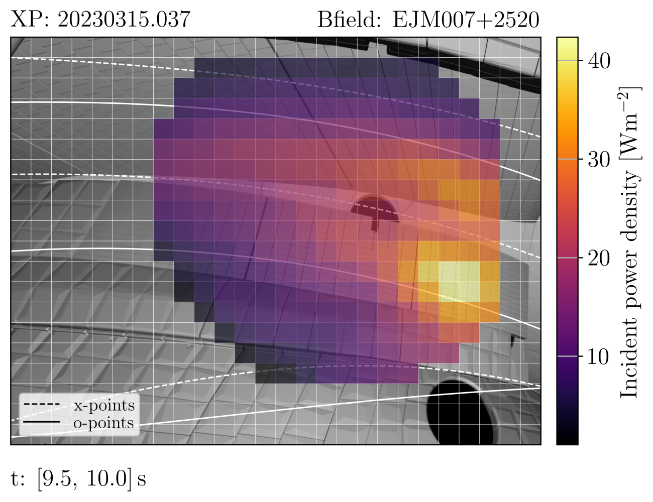 XP: 20230315.037 Bfield: EJM007+2520
40
30
20
10
Incident power density [Wm⁻²]
x-points
o-points
t: [9.5, 10.0] s